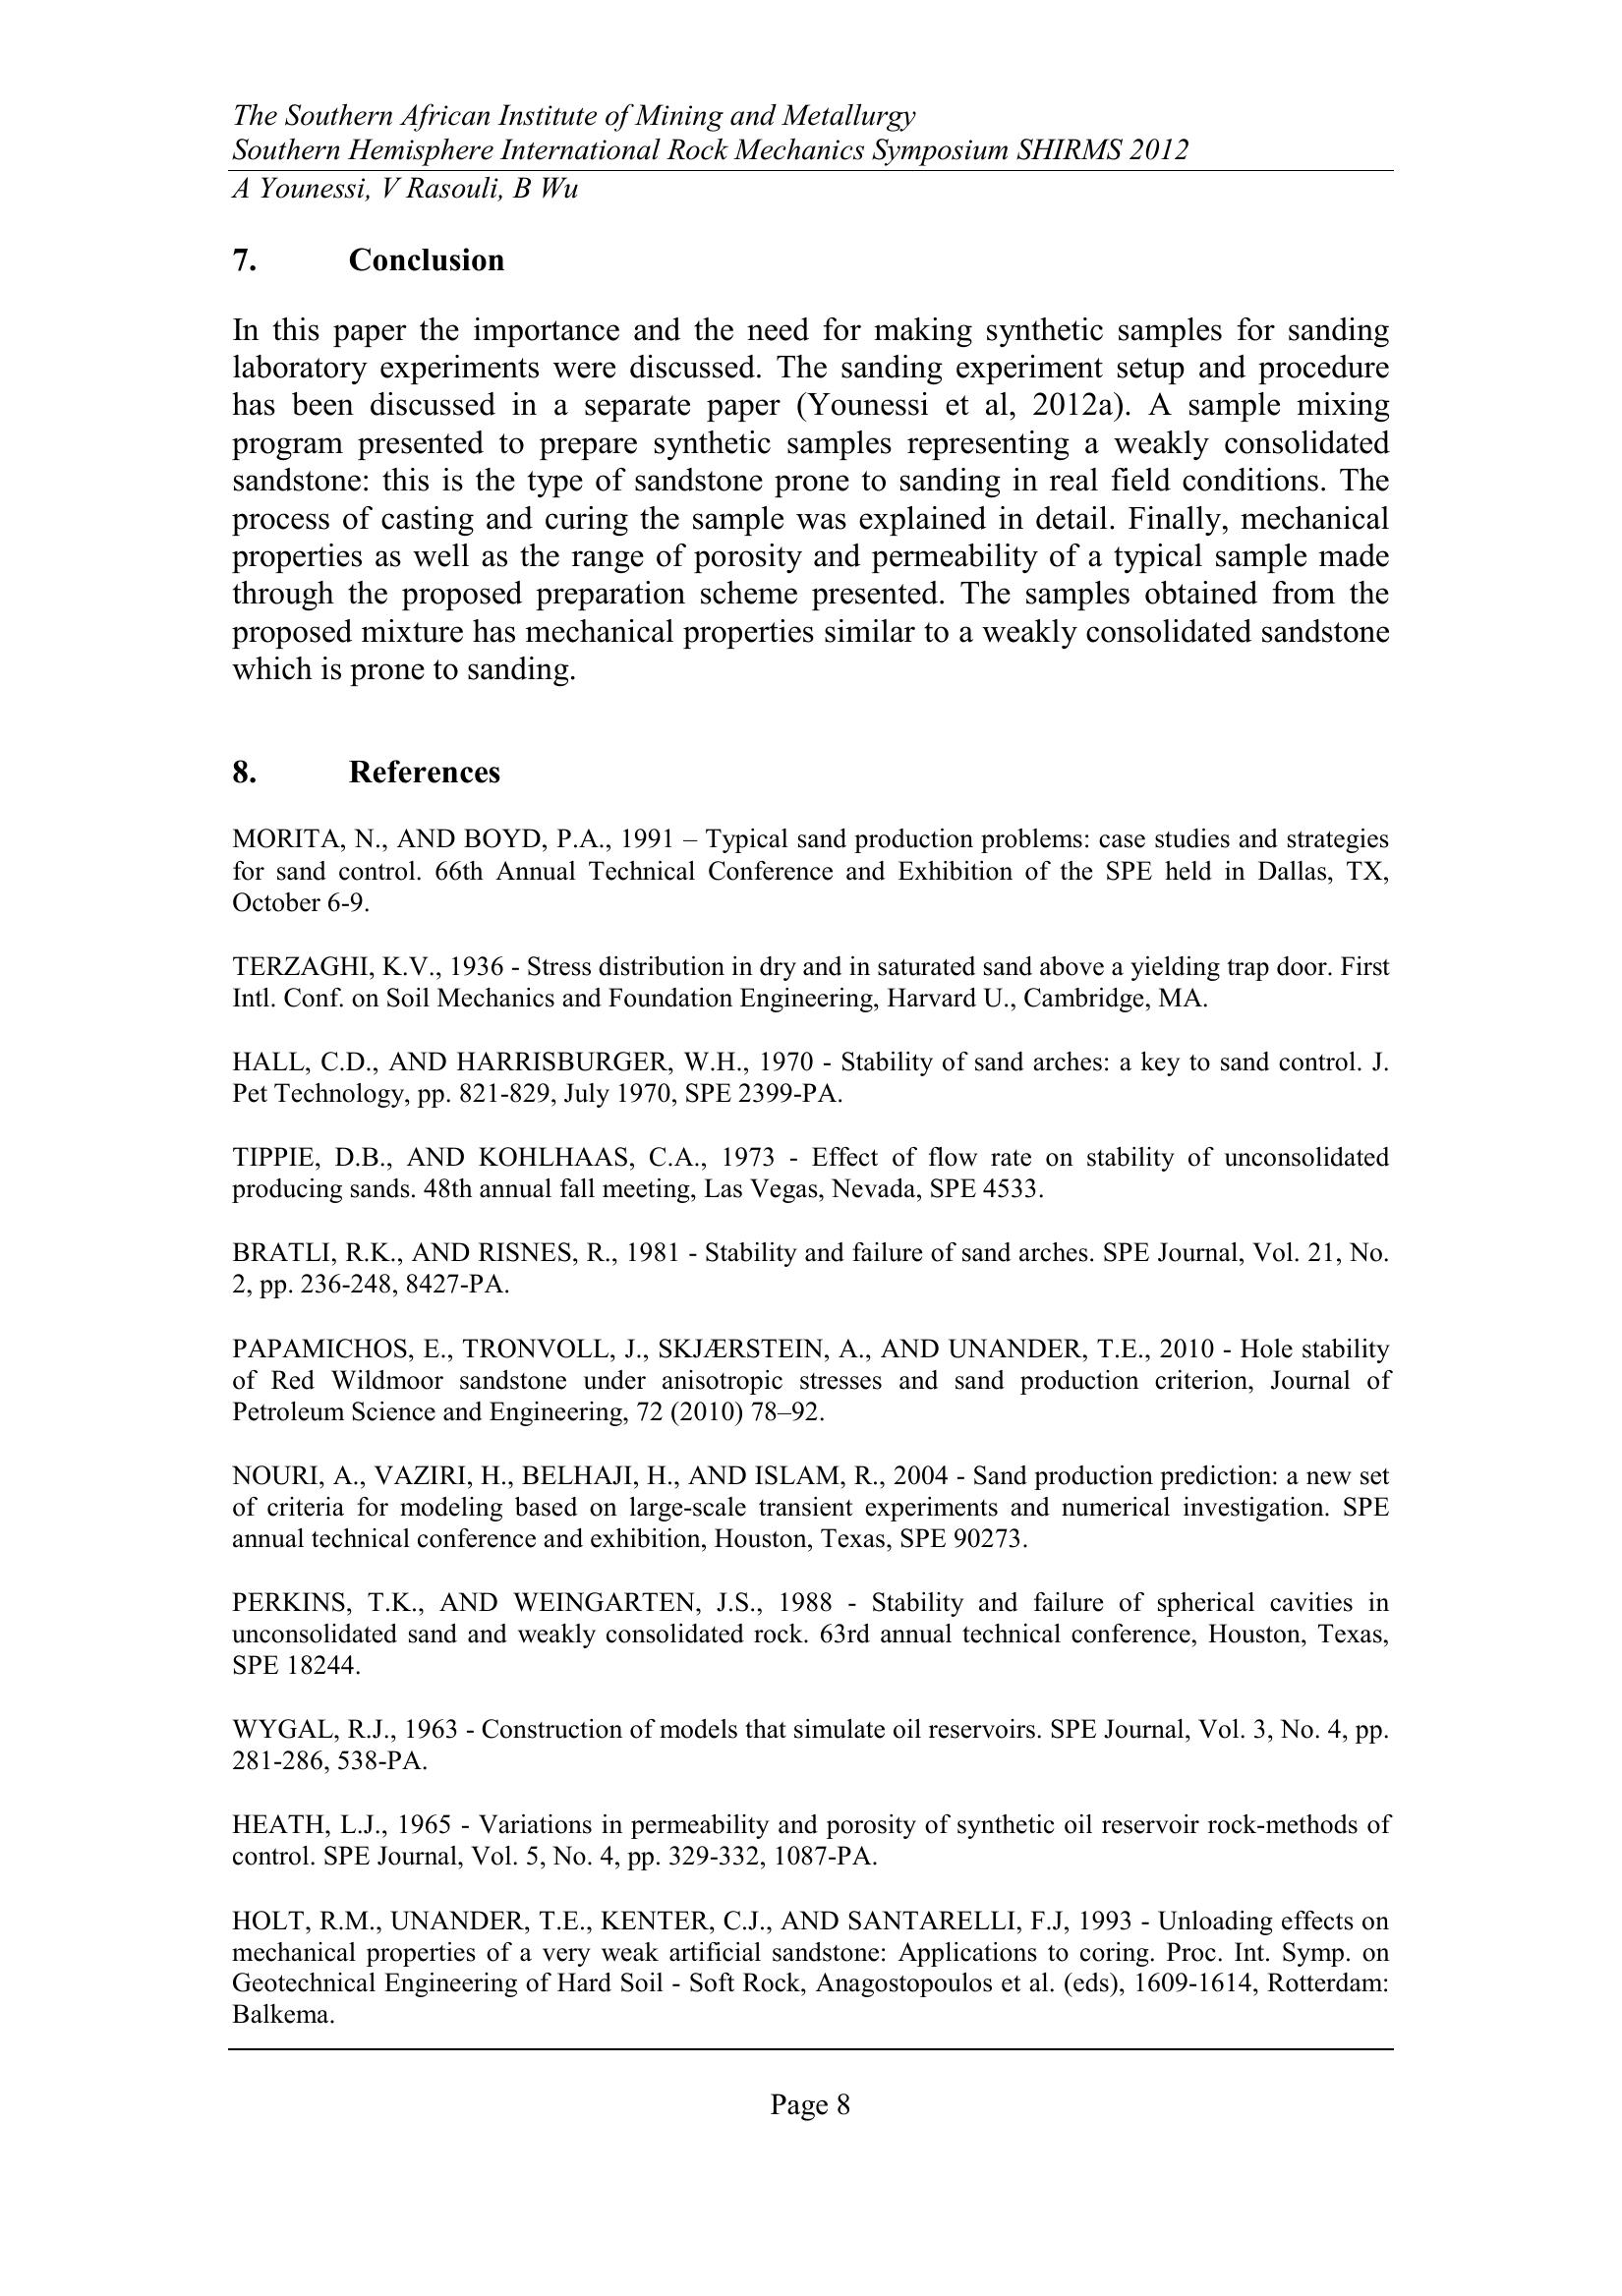 The Southern African Institute of Mining and Metallurgy
Southern Hemisphere International Rock Mechanics Symposium SHIRMS 2012
A Younessi, V Rasouli, B Wu
7. Conclusion
In this paper the importance and the need for making synthetic samples for sanding
laboratory experiments were discussed. The sanding experiment setup and procedure
has been discussed in a separate paper (Younessi et al, 2012a). A sample mixing
program presented to prepare synthetic samples representing a weakly consolidated
sandstone: this is the type of sandstone prone to sanding in real field conditions. The
process of casting and curing the sample was explained in detail. Finally, mechanical
properties as well as the range of porosity and permeability of a typical sample made
through the proposed preparation scheme presented. The samples obtained from the
proposed mixture has mechanical properties similar to a weakly consolidated sandstone
which is prone to sanding.
8. References
MORITA, N., AND BOYD, P.A., 1991 – Typical sand production problems: case studies and strategies
for sand control. 66th Annual Technical Conference and Exhibition of the SPE held in Dallas, TX,
October 6-9.
TERZAGHI, K.V., 1936 - Stress distribution in dry and in saturated sand above a yielding trap door. First
Intl. Conf. on Soil Mechanics and Foundation Engineering, Harvard U., Cambridge, MA.
HALL, C.D., AND HARRISBURGER, W.H., 1970 - Stability of sand arches: a key to sand control. J.
Pet Technology, pp. 821-829, July 1970, SPE 2399-PA.
TIPPIE, D.B., AND KOHLHAAS, C.A., 1973 - Effect of flow rate on stability of unconsolidated
producing sands. 48th annual fall meeting, Las Vegas, Nevada, SPE 4533.
BRATLI, R.K., AND RISNES, R., 1981 - Stability and failure of sand arches. SPE Journal, Vol. 21, No.
2, pp. 236-248, 8427-PA.
PAPAMICHOS, E., TRONVOLL, J., SKJÆRSTEIN, A., AND UNANDER, T.E., 2010 - Hole stability
of Red Wildmoor sandstone under anisotropic stresses and sand production criterion, Journal of
Petroleum Science and Engineering, 72 (2010) 78–92.
NOURI, A., VAZIRI, H., BELHAJI, H., AND ISLAM, R., 2004 - Sand production prediction: a new set
of criteria for modeling based on large-scale transient experiments and numerical investigation. SPE
annual technical conference and exhibition, Houston, Texas, SPE 90273.
PERKINS, T.K., AND WEINGARTEN, J.S., 1988 - Stability and failure of spherical cavities in
unconsolidated sand and weakly consolidated rock. 63rd annual technical conference, Houston, Texas,
SPE 18244.
WYGAL, R.J., 1963 - Construction of models that simulate oil reservoirs. SPE Journal, Vol. 3, No. 4, pp.
281-286, 538-PA.
HEATH, L.J., 1965 - Variations in permeability and porosity of synthetic oil reservoir rock-methods of
control. SPE Journal, Vol. 5, No. 4, pp. 329-332, 1087-PA.
HOLT, R.M., UNANDER, T.E., KENTER, C.J., AND SANTARELLI, F.J, 1993 - Unloading effects on
mechanical properties of a very weak artificial sandstone: Applications to coring. Proc. Int. Symp. on
Geotechnical Engineering of Hard Soil - Soft Rock, Anagostopoulos et al. (eds), 1609-1614, Rotterdam:
Balkema.
Page 8